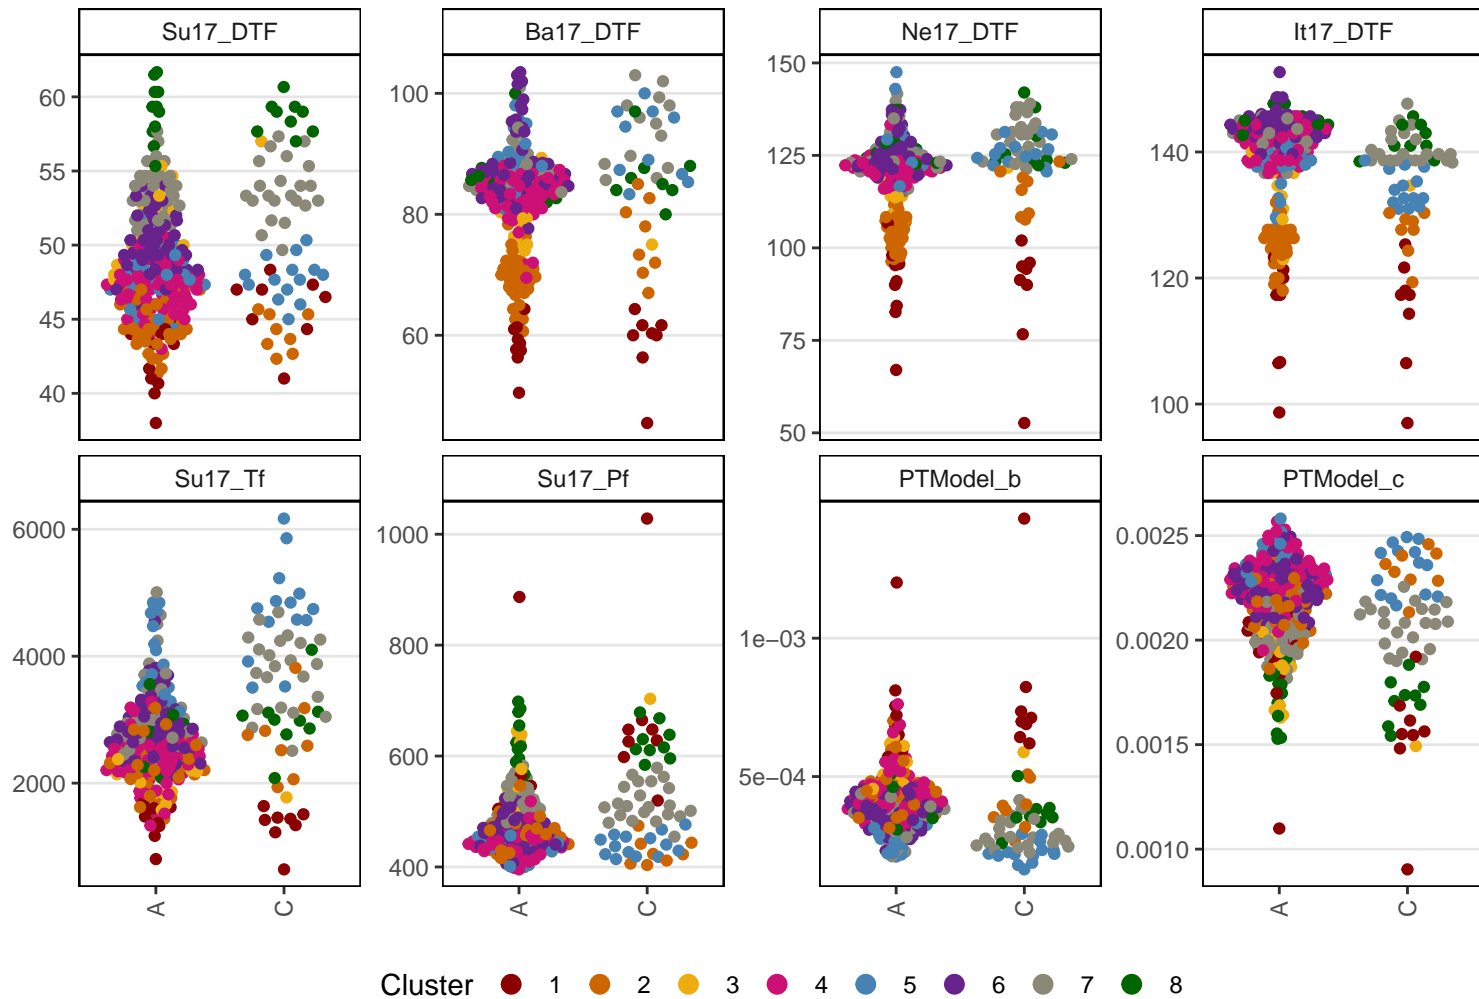 Su17_DTF Ba17_DTF Ne17_DTF It17_DTF
60 55 50 45 40
100 80 60
150 125 100 75 50
140 120 100
Su17_Tf Su17_Pf PTModel_b PTModel_c
6000 4000 2000
1000 800 600 400
1e−03 5e−04
0.0025 0.0020 0.0015 0.0010
A C A C A C A C
Cluster 1 2 3 4 5 6 7 8